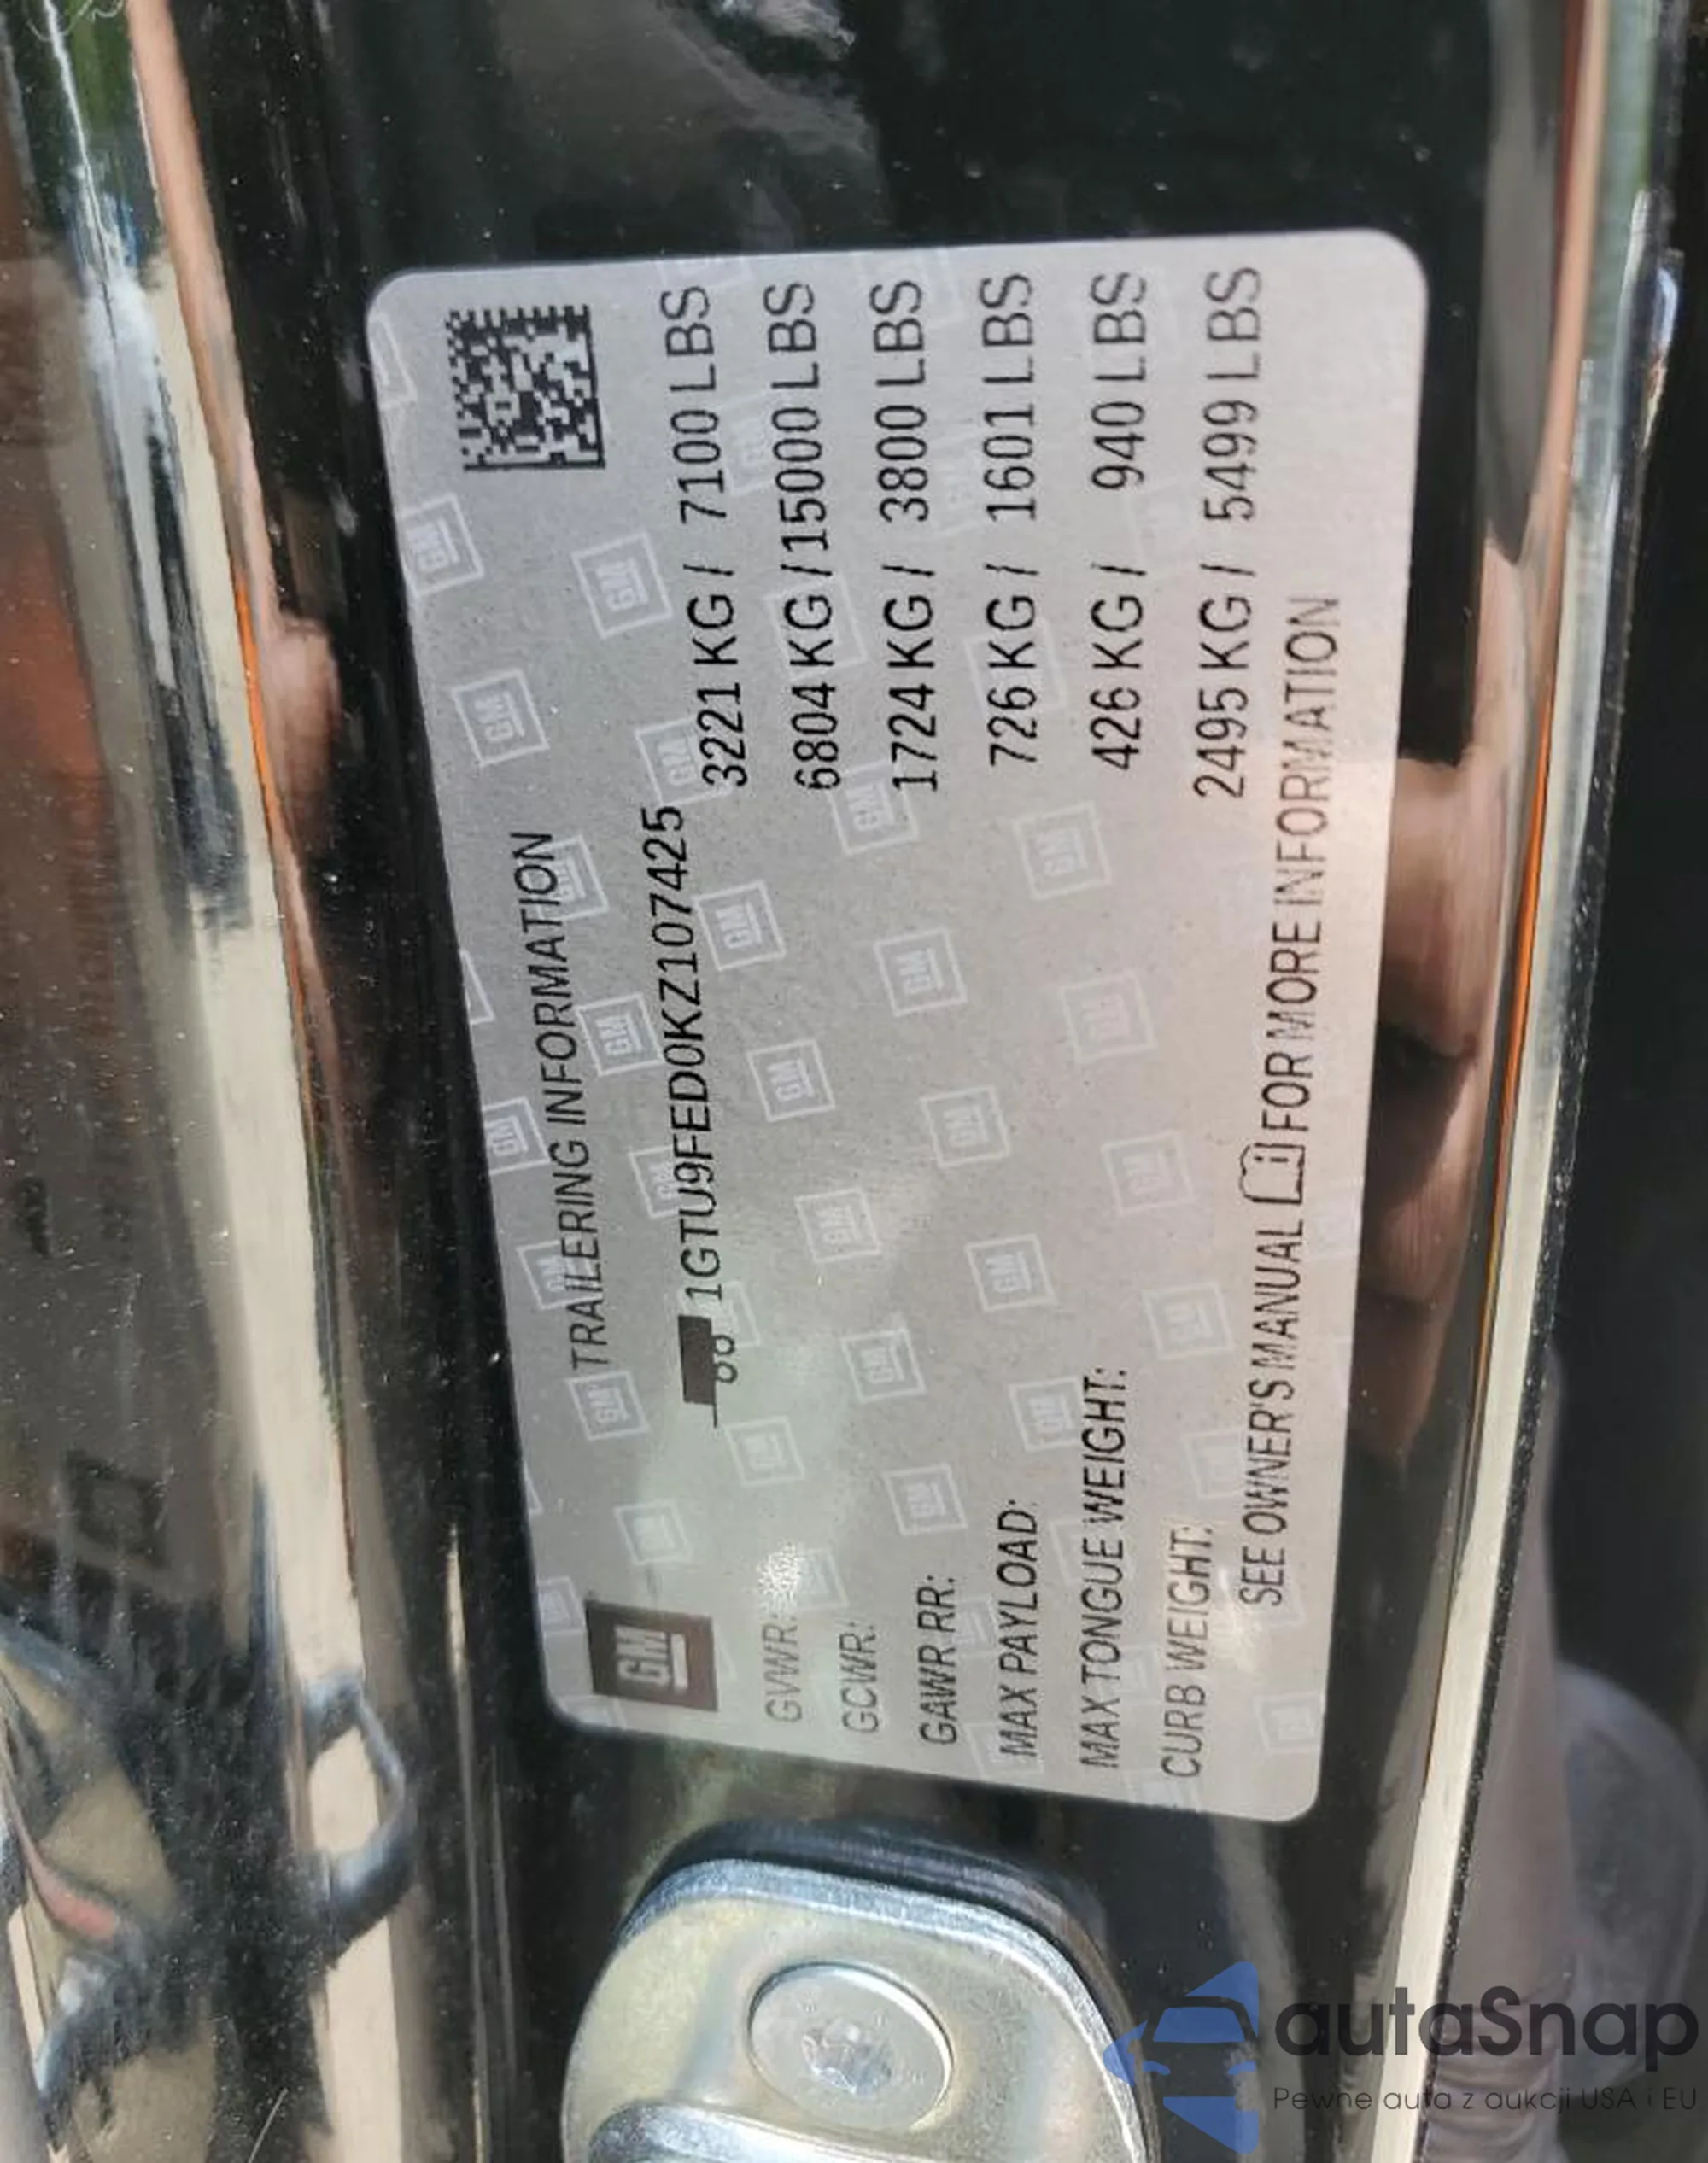 GM TRAILERING INFORMATION
1GTU9FED0KZ107425
GVWR: 3221 KG / 7100 LBS
GCWR: 6804 KG / 15000 LBS
GAWR RR: 1724 KG / 3800 LBS
MAX PAYLOAD: 726 KG / 1601 LBS
MAX TONGUE WEIGHT: 426 KG / 940 LBS
CURB WEIGHT: 2495 KG / 5499 LBS
SEE OWNER'S MANUAL FOR MORE INFORMATION
autaSnap
Pewne auta z aukcji USA i EU